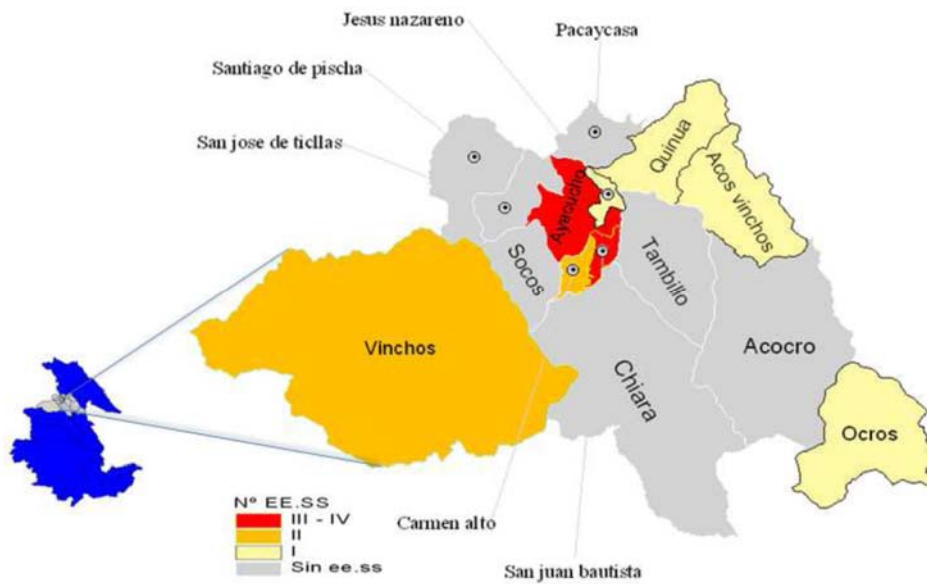 Jesus nazareno
Pacaycasa
Santiago de pischa
San jose de ticllas
Quinua
Acos vinchos
Ayacucho
Socos
Tambillo
Vinchos
Acocro
Chiara
Ocros
Nº EE.SS
III - IV
II
I
Sin ee.ss
Carmen alto
San juan bautista